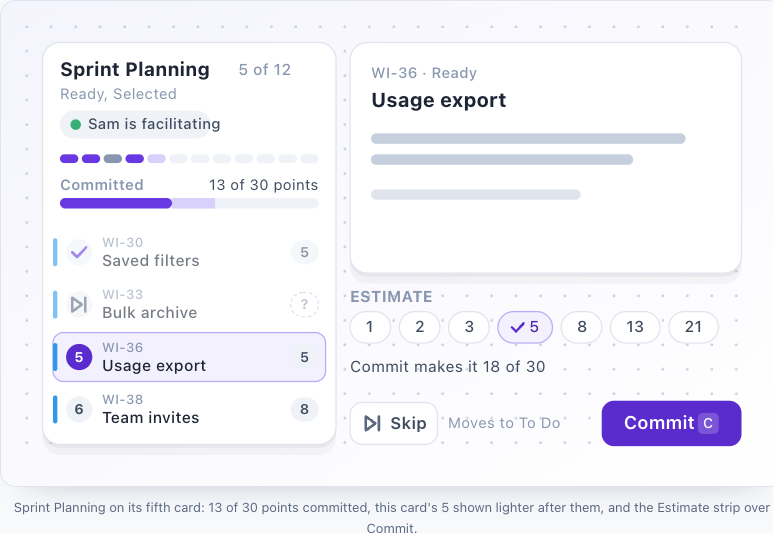 Sprint Planning 5 of 12
Ready, Selected
Sam is facilitating
Committed 13 of 30 points
WI-30
Saved filters 5
WI-33
Bulk archive ?
5 WI-36
Usage export 5
6 WI-38
Team invites 8
WI-36 · Ready
Usage export
ESTIMATE
1 2 3 5 8 13 21
Commit makes it 18 of 30
Skip Moves to To Do Commit C
Sprint Planning on its fifth card: 13 of 30 points committed, this card's 5 shown lighter after them, and the Estimate strip over
Commit.